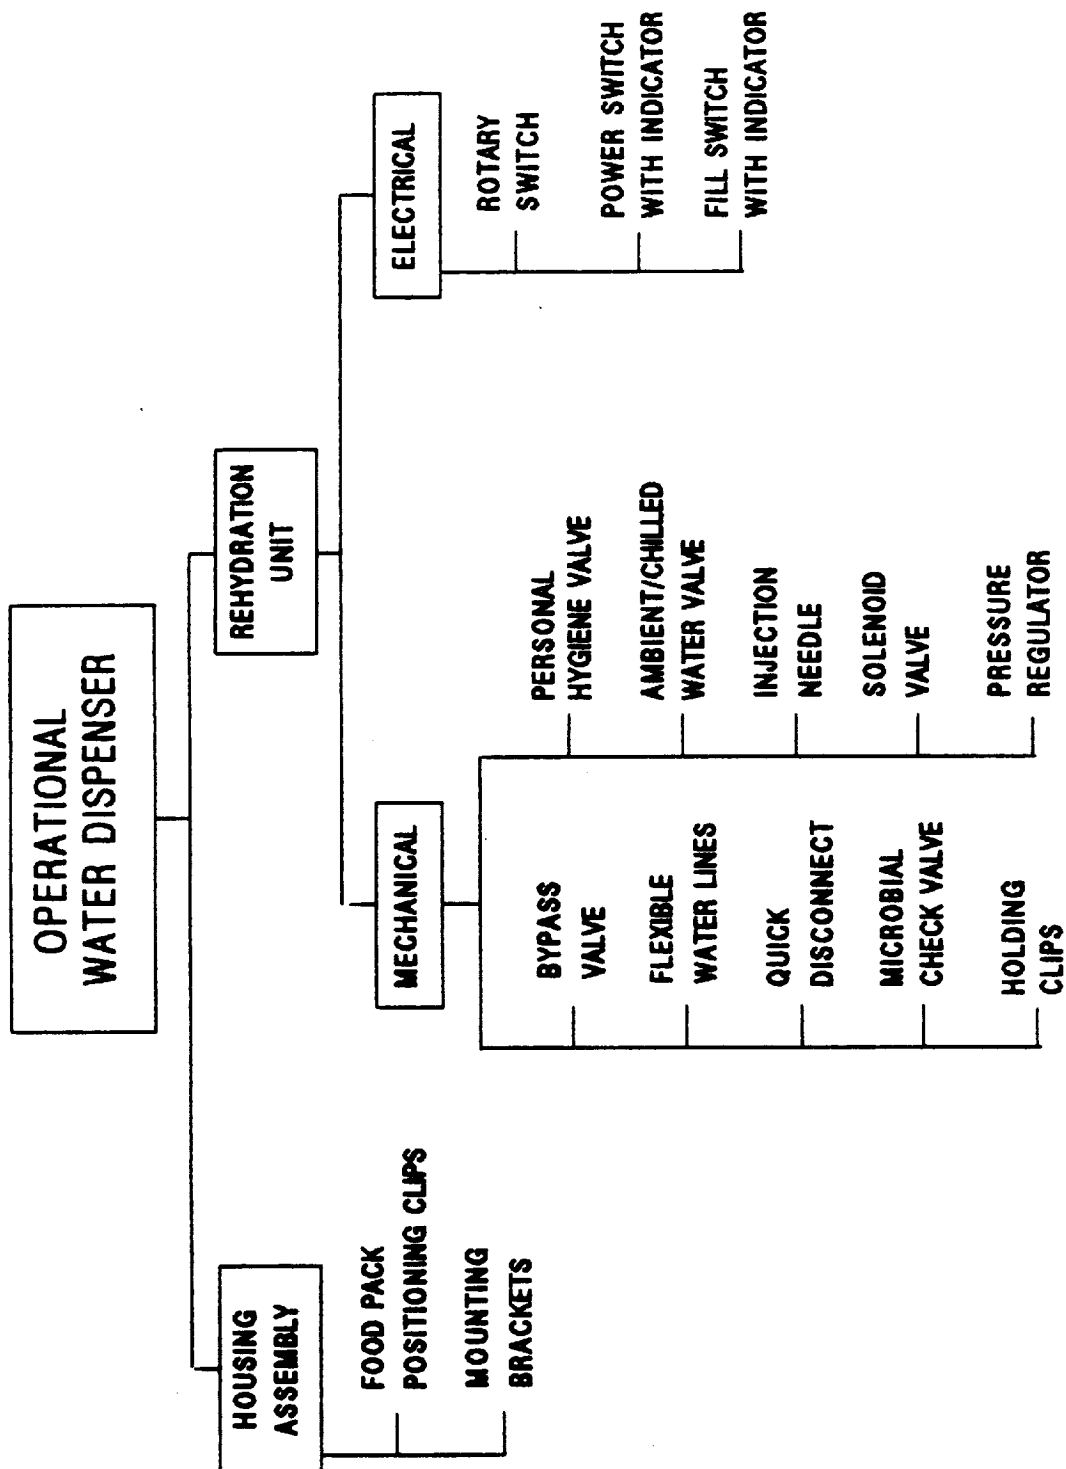 OPERATIONAL
WATER DISPENSER
HOUSING
ASSEMBLY
FOOD PACK
POSITIONING CLIPS
MOUNTING
BRACKETS
REHYDRATION
UNIT
MECHANICAL
BYPASS
VALVE
FLEXIBLE
WATER LINES
QUICK
DISCONNECT
MICROBIAL
CHECK VALVE
HOLDING
CLIPS
PERSONAL
HYGIENE VALVE
AMBIENT/CHILLED
WATER VALVE
INJECTION
NEEDLE
SOLENOID
VALVE
PRESSURE
REGULATOR
ELECTRICAL
ROTARY
SWITCH
POWER SWITCH
WITH INDICATOR
FILL SWITCH
WITH INDICATOR